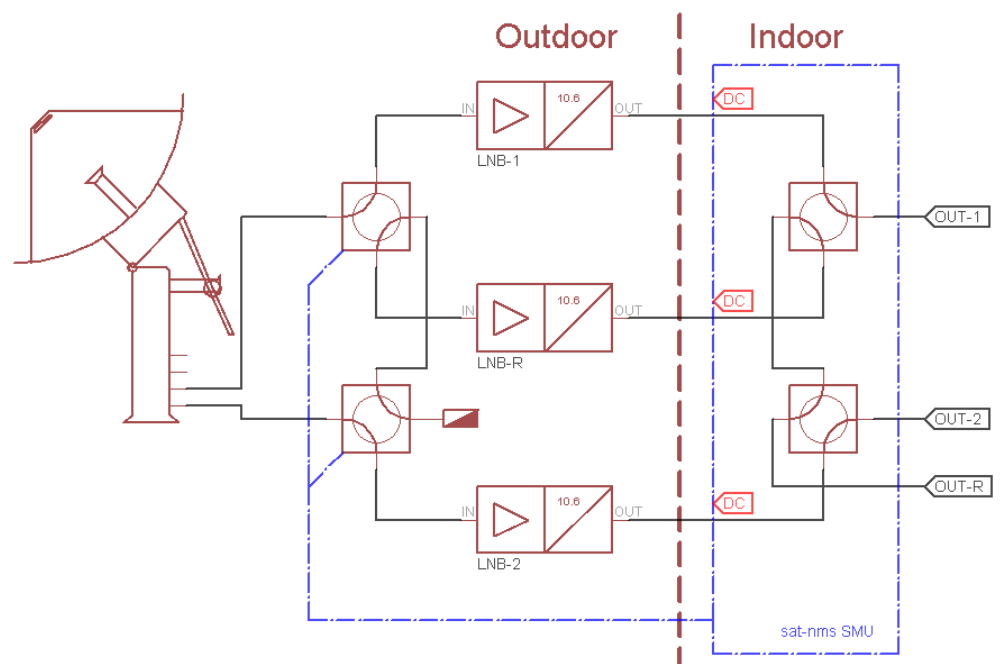 Outdoor
Indoor
IN
10.6
OUT
DC
LNB-1
OUT-1
IN
10.6
OUT
DC
LNB-R
IN
10.6
OUT
DC
LNB-2
OUT-2
OUT-R
sat-nms SMU